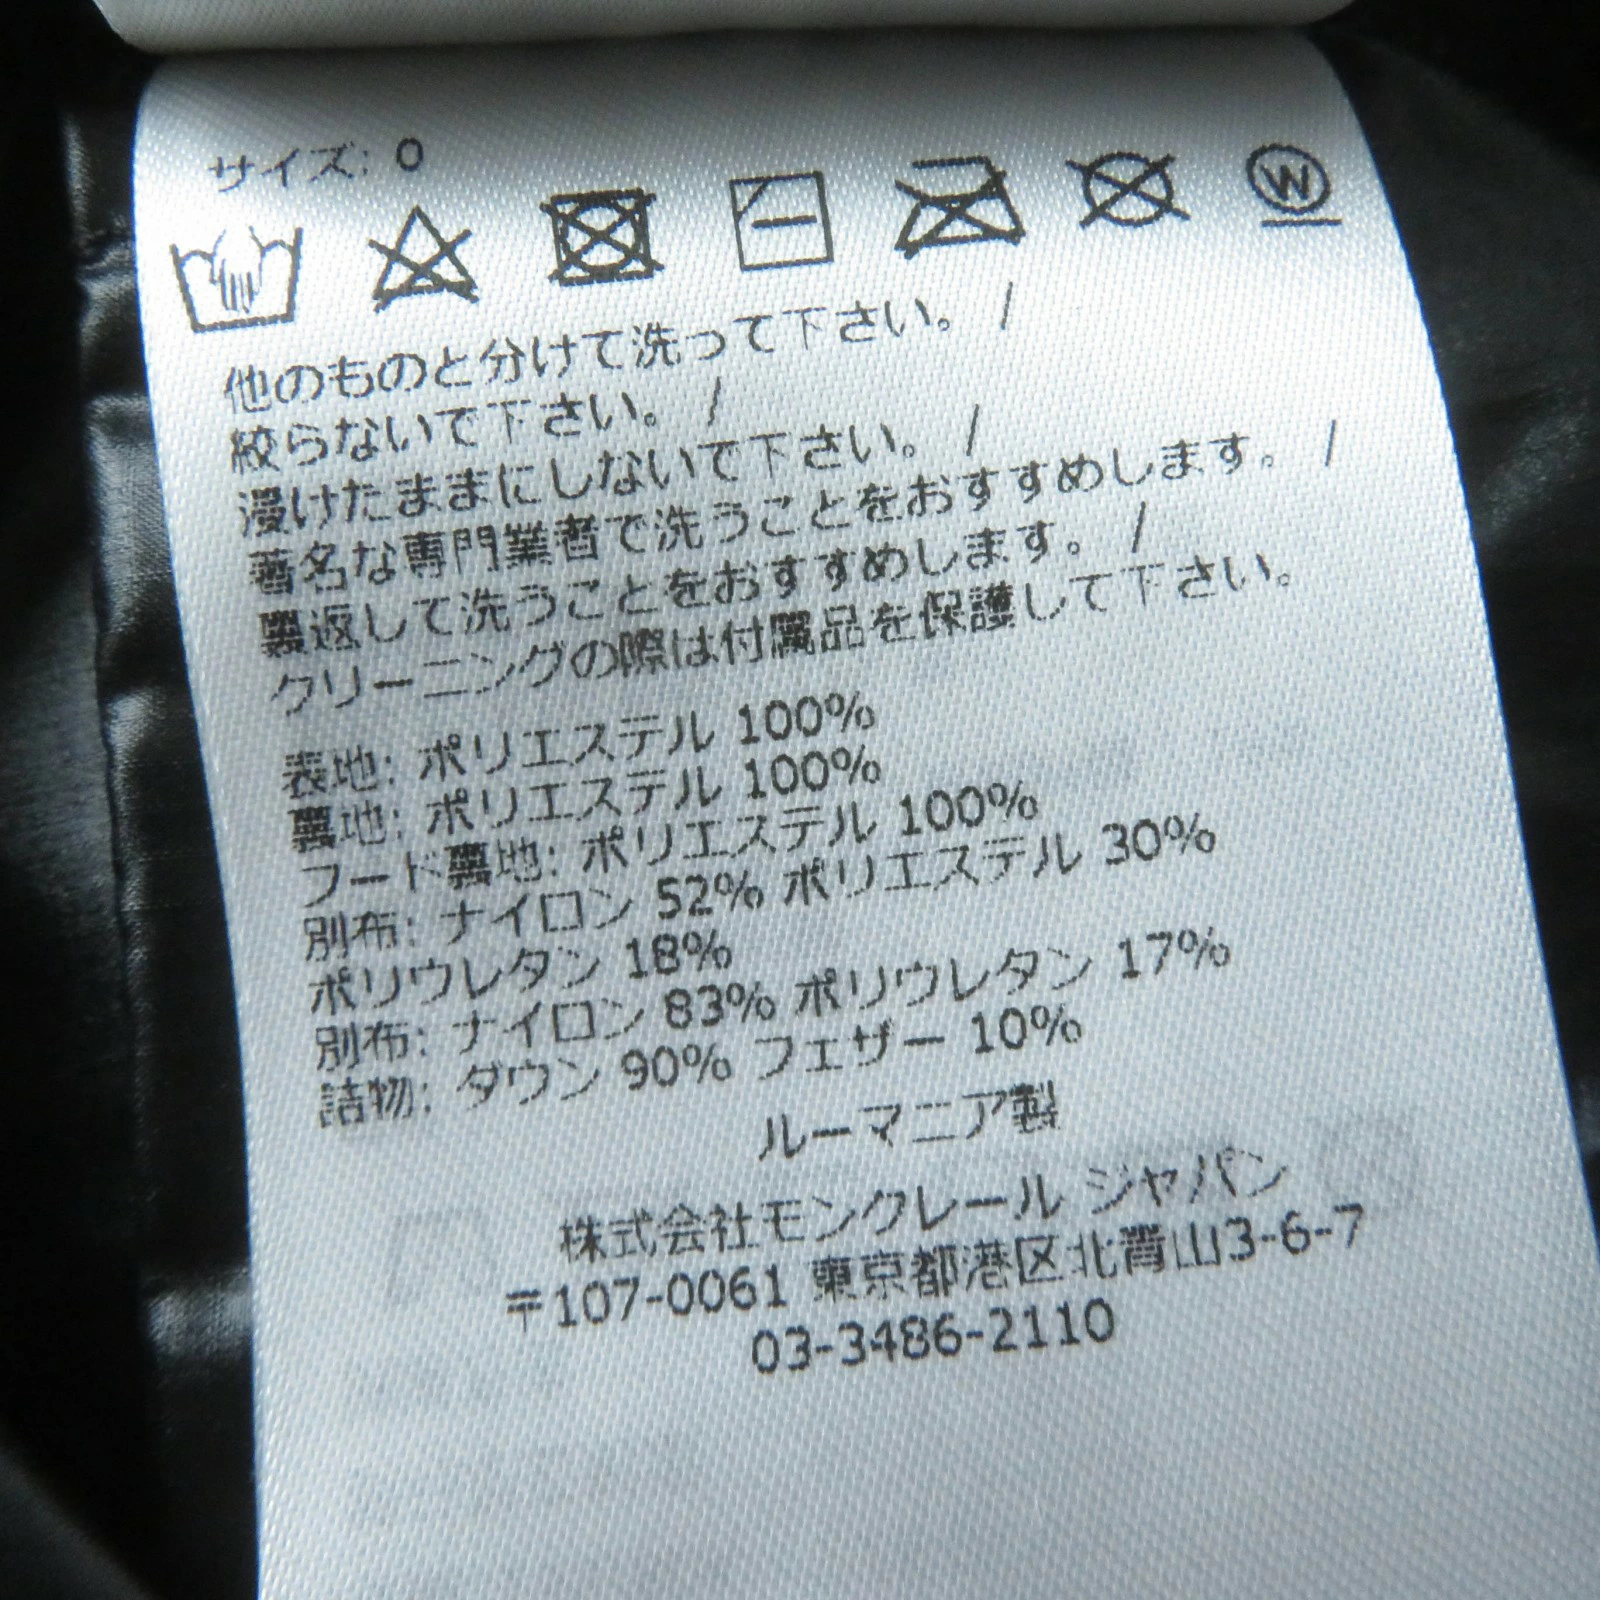 サイズ: 0
W
他のものと分けて洗って下さい。 /
絞らないで下さい。 /
浸けたままにしないで下さい。 /
著名な専門業者で洗うことをおすすめします。 /
裏返して洗うことをおすすめします。 /
クリーニングの際は付属品を保護して下さい。
表地: ポリエステル 100%
裏地: ポリエステル 100%
フード裏地: ポリエステル 100%
別布: ナイロン 52% ポリエステル 30%
ポリウレタン 18%
別布: ナイロン 83% ポリウレタン 17%
詰物: ダウン 90% フェザー 10%
ルーマニア製
株式会社モンクレール ジャパン
〒107-0061 東京都港区北青山3-6-7
03-3486-2110